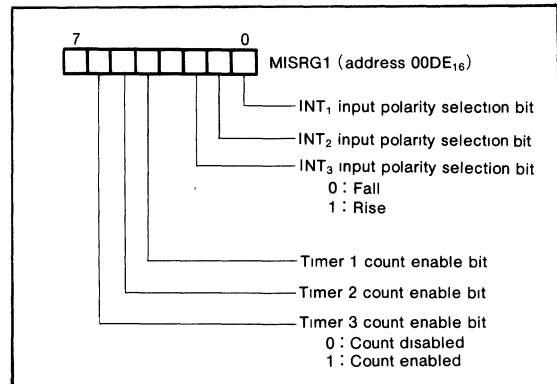 7 0
MISRG1 (address 00DE₁₆)
INT₁ input polarity selection bit
INT₂ input polarity selection bit
INT₃ input polarity selection bit
0 : Fall
1 : Rise
Timer 1 count enable bit
Timer 2 count enable bit
Timer 3 count enable bit
0 : Count disabled
1 : Count enabled